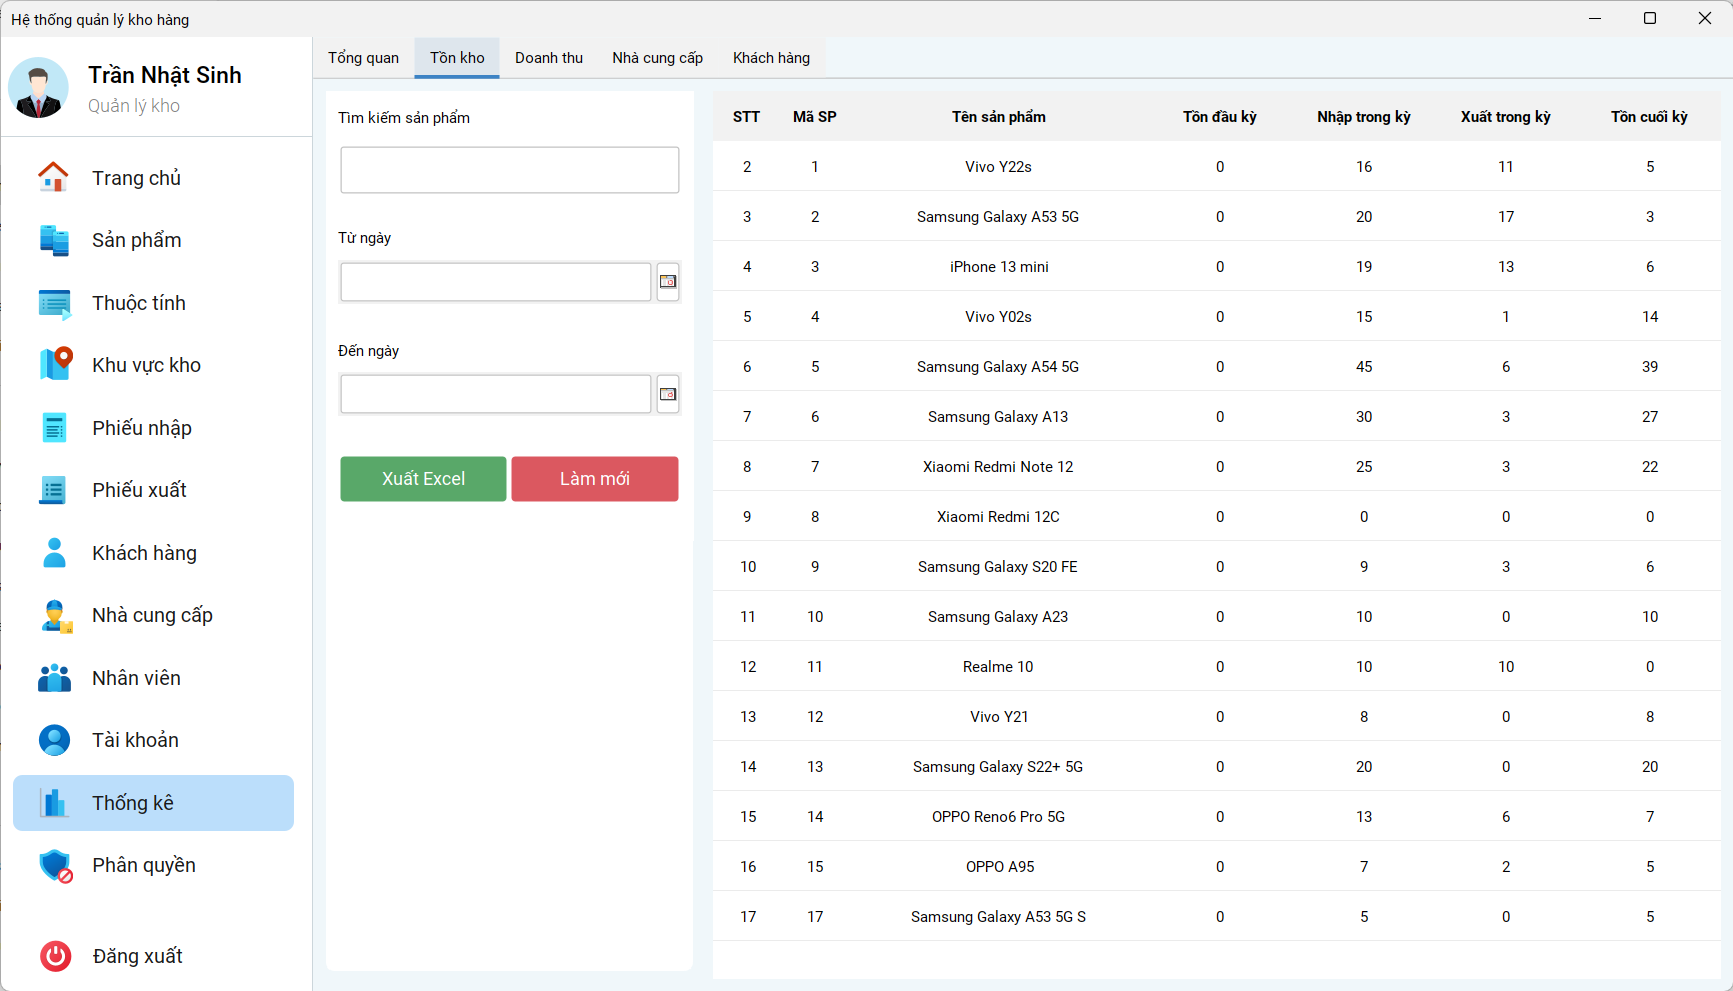 Hệ thống quản lý kho hàng
Trần Nhật Sinh
Quản lý kho
Trang chủ
Sản phẩm
Thuộc tính
Khu vực kho
Phiếu nhập
Phiếu xuất
Khách hàng
Nhà cung cấp
Nhân viên
Tài khoản
Thống kê
Phân quyền
Đăng xuất
Tổng quan Tồn kho Doanh thu Nhà cung cấp Khách hàng
Tìm kiếm sản phẩm
Từ ngày
Đến ngày
Xuất Excel Làm mới
STT Mã SP Tên sản phẩm Tồn đầu kỳ Nhập trong kỳ Xuất trong kỳ Tồn cuối kỳ
2 1 Vivo Y22s 0 16 11 5
3 2 Samsung Galaxy A53 5G 0 20 17 3
4 3 iPhone 13 mini 0 19 13 6
5 4 Vivo Y02s 0 15 1 14
6 5 Samsung Galaxy A54 5G 0 45 6 39
7 6 Samsung Galaxy A13 0 30 3 27
8 7 Xiaomi Redmi Note 12 0 25 3 22
9 8 Xiaomi Redmi 12C 0 0 0 0
10 9 Samsung Galaxy S20 FE 0 9 3 6
11 10 Samsung Galaxy A23 0 10 0 10
12 11 Realme 10 0 10 10 0
13 12 Vivo Y21 0 8 0 8
14 13 Samsung Galaxy S22+ 5G 0 20 0 20
15 14 OPPO Reno6 Pro 5G 0 13 6 7
16 15 OPPO A95 0 7 2 5
17 17 Samsung Galaxy A53 5G S 0 5 0 5